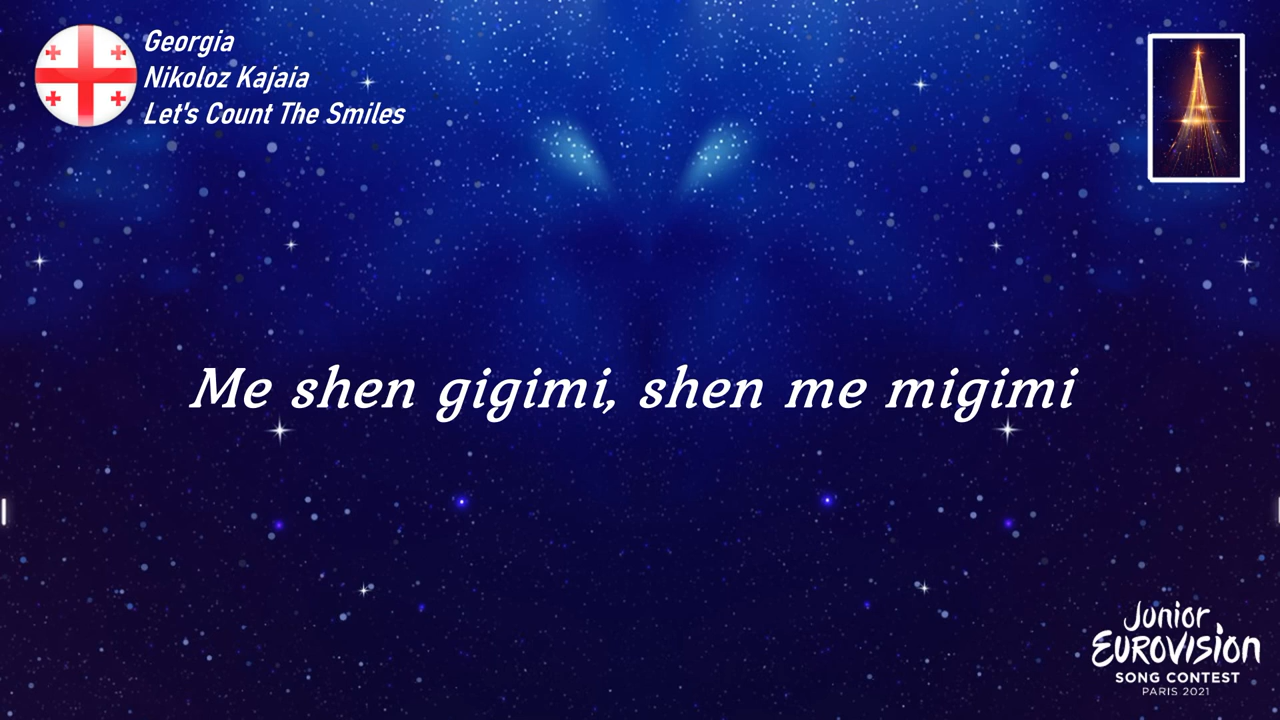 Georgia
Nikoloz Kajaia
Let's Count The Smiles
Me shen gigimi, shen me migimi
Junior
EUROVISION
SONG CONTEST
PARIS 2021